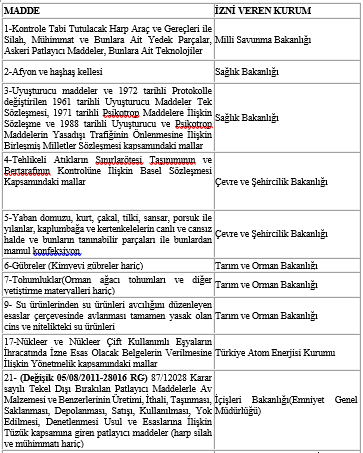 MADDE
İZNİ VEREN KURUM
1-Kontrole Tabi Tutulacak Harp Araç ve Gereçleri ile
Silah, Mühimmat ve Bunlara Ait Yedek Parçalar,
Askeri Patlayıcı Maddeler, Bunlara Ait Teknolojiler
Milli Savunma Bakanlığı
2-Afyon ve haşhaş kellesi
Sağlık Bakanlığı
3-Uyuşturucu maddeler ve 1972 tarihli Protokolle
değiştirilen 1961 tarihli Uyuşturucu Maddeler Tek
Sözleşmesi, 1971 tarihli Psikotrop Maddelere İlişkin
Sözleşme ve 1988 tarihli Uyuşturucu ve Psikotrop
Maddelerin Yasadışı Trafiğinin Önlenmesine İlişkin
Birleşmiş Milletler Sözleşmesi kapsamındaki mallar
Sağlık Bakanlığı
4-Tehlikeli Atıkların Sınırlarötesi Taşınımının ve
Bertarafının Kontrolüne İlişkin Basel Sözleşmesi
Kapsamındaki mallar
Çevre ve Şehircilik Bakanlığı
5-Yaban domuzu, kurt, çakal, tilki, sansar, porsuk ile
yılanlar, kaplumbağa ve kertenkelelerin canlı ve cansız
halde ve bunların tanınabilir parçaları ile bunlardan
mamul konfeksiyon
Çevre ve Şehircilik Bakanlığı
6-Gübreler (Kimyevi gübreler hariç)
Tarım ve Orman Bakanlığı
7-Tohumluklar(Orman ağacı tohumları ve diğer
yetiştirme materyalleri hariç)
Tarım ve Orman Bakanlığı
9- Su ürünlerinden su ürünleri avcılığını düzenleyen
esaslar çerçevesinde avlanması tamamen yasak olan
cins ve nitelikteki su ürünleri
Tarım ve Orman Bakanlığı
17-Nükleer ve Nükleer Çift Kullanımlı Eşyaların
İhracatında İzne Esas Olacak Belgelerin Verilmesine
İlişkin Yönetmelik kapsamındaki mallar
Türkiye Atom Enerjisi Kurumu
21- (Değişik 05/08/2011-28016 RG) 87/12028 Karar
sayılı Tekel Dışı Bırakılan Patlayıcı Maddelerle Av
Malzemesi ve Benzerlerinin Üretimi, İthali, Taşınması,
Saklanması, Depolanması, Satışı, Kullanılması, Yok
Edilmesi, Denetlenmesi Usul ve Esaslarına İlişkin
Tüzük kapsamına giren patlayıcı maddeler (harp silah
ve mühimmatı hariç)
İçişleri Bakanlığı(Emniyet Genel
Müdürlüğü)